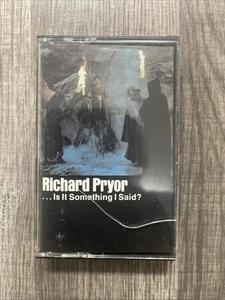 Richard Pryor
...Is It Something I Said?